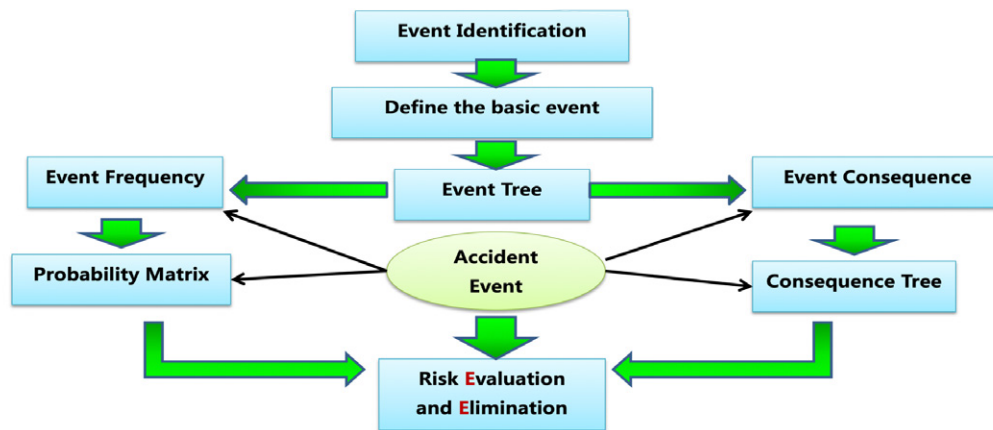 Event Identification
Define the basic event
Event Frequency
Event Tree
Event Consequence
Probability Matrix
Accident
Event
Consequence Tree
Risk Evaluation
and Elimination